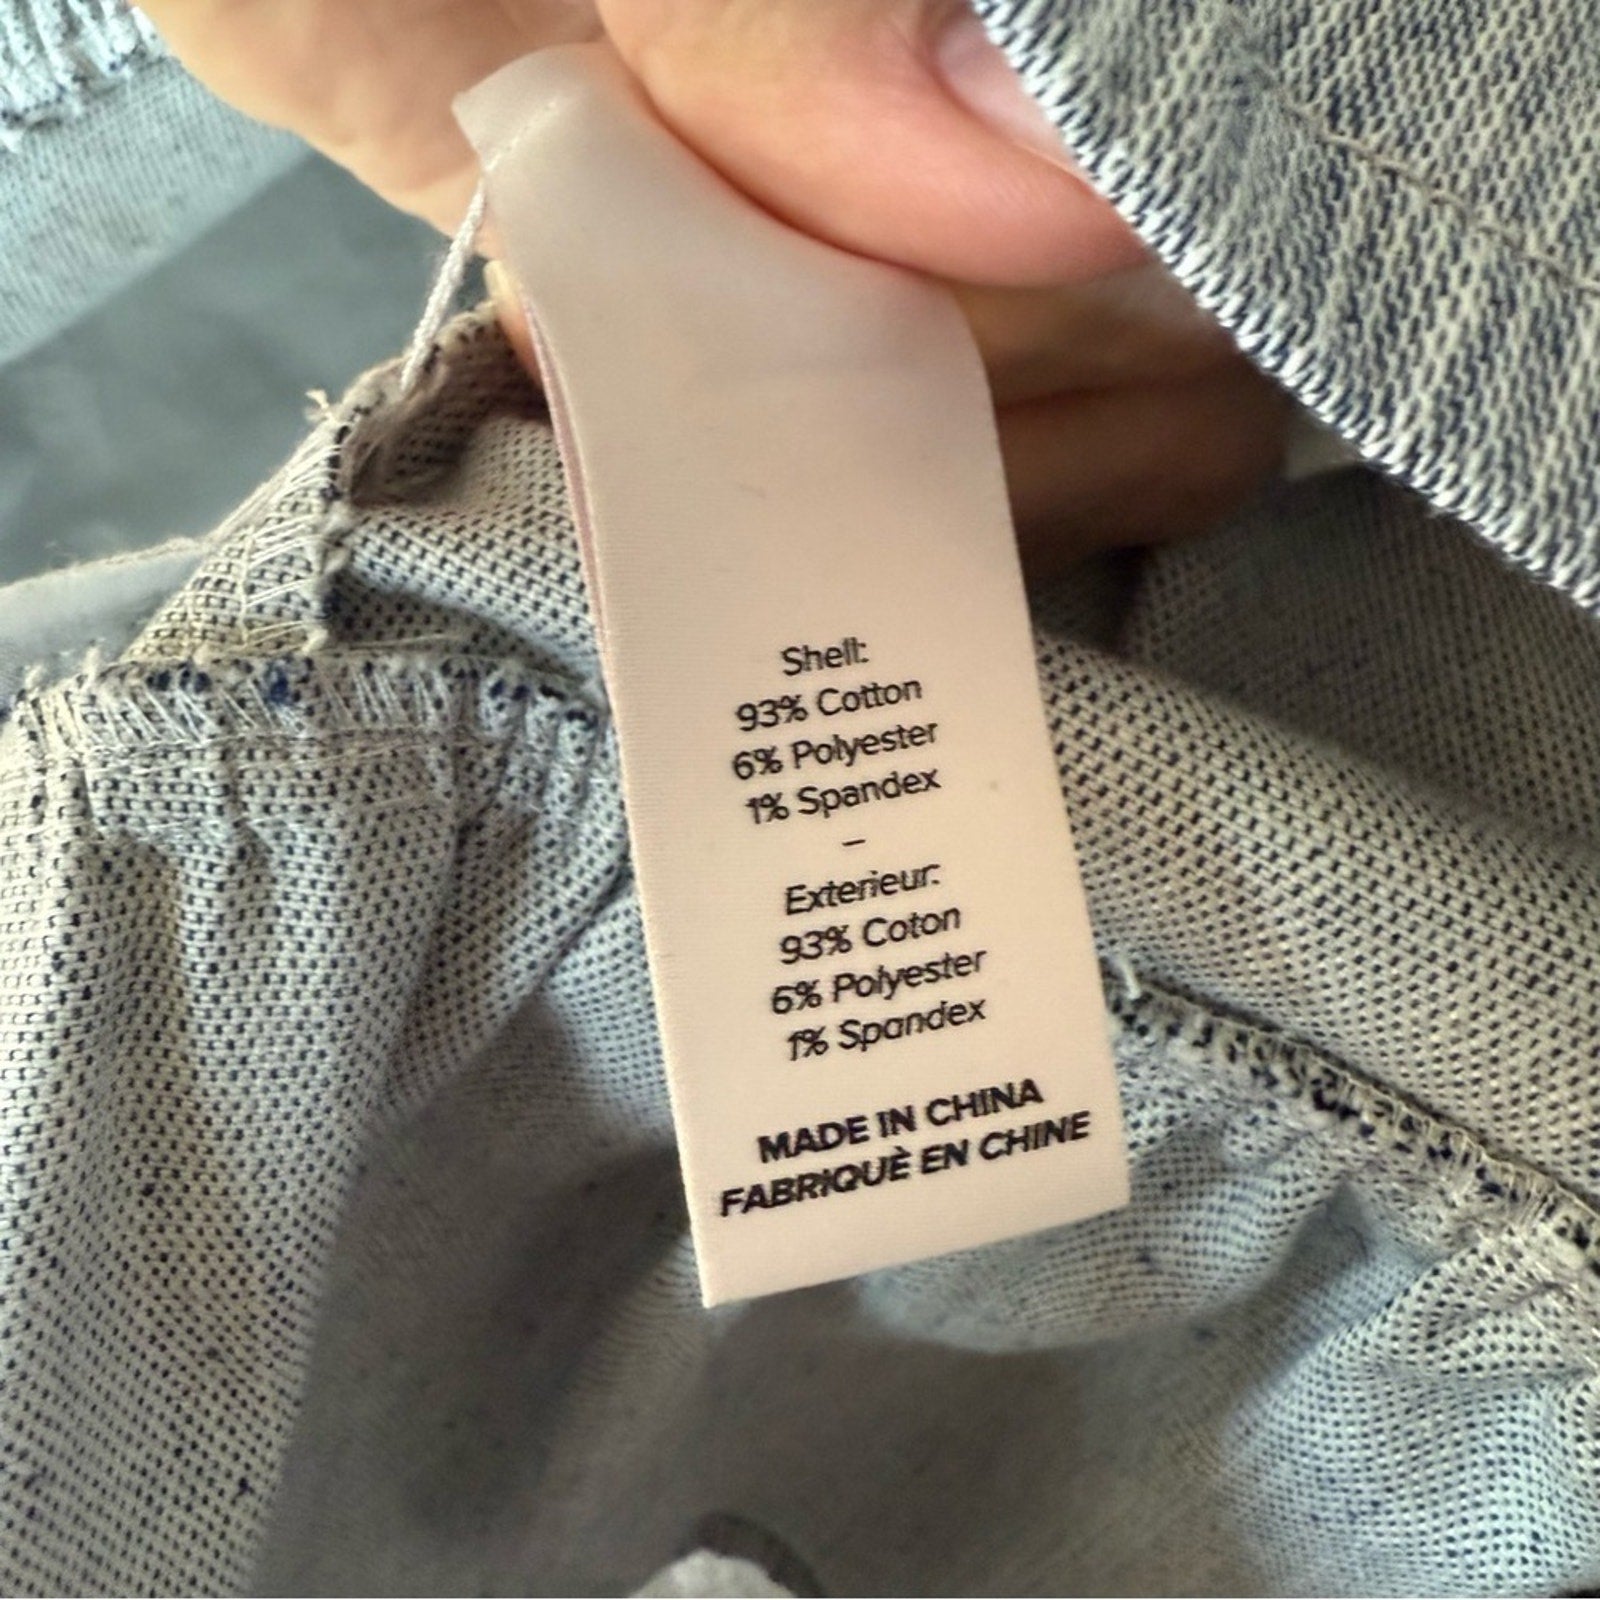 Shell:
93% Cotton
6% Polyester
1% Spandex
–
Exterieur:
93% Coton
6% Polyester
1% Spandex
MADE IN CHINA
FABRIQUÈ EN CHINE